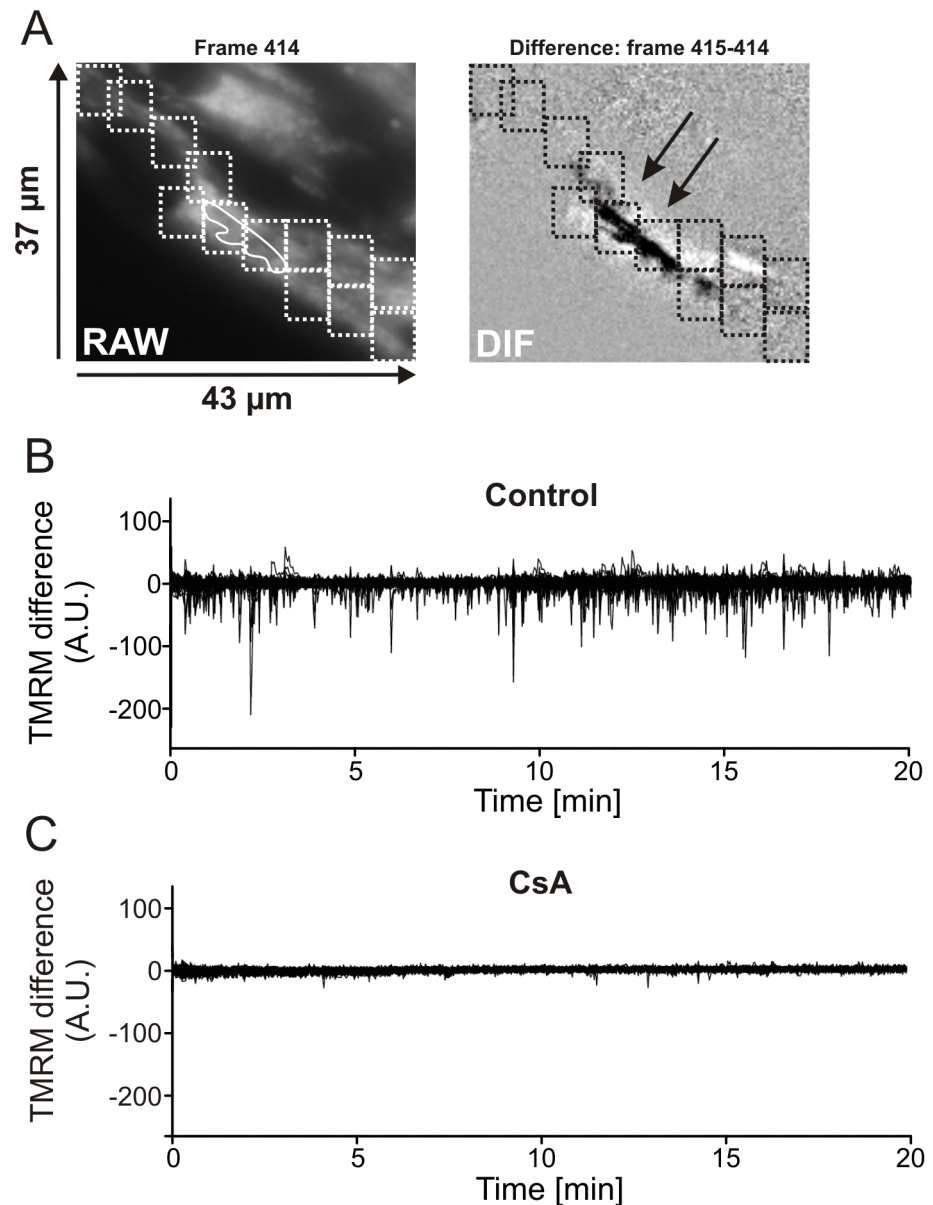 A
Frame 414
Difference: frame 415-414
37 µm
RAW
DIF
43 µm
B
Control
TMRM difference
(A.U.)
100
0
-100
-200
0
5
10
15
20
Time [min]
C
CsA
TMRM difference
(A.U.)
100
0
-100
-200
0
5
10
15
20
Time [min]